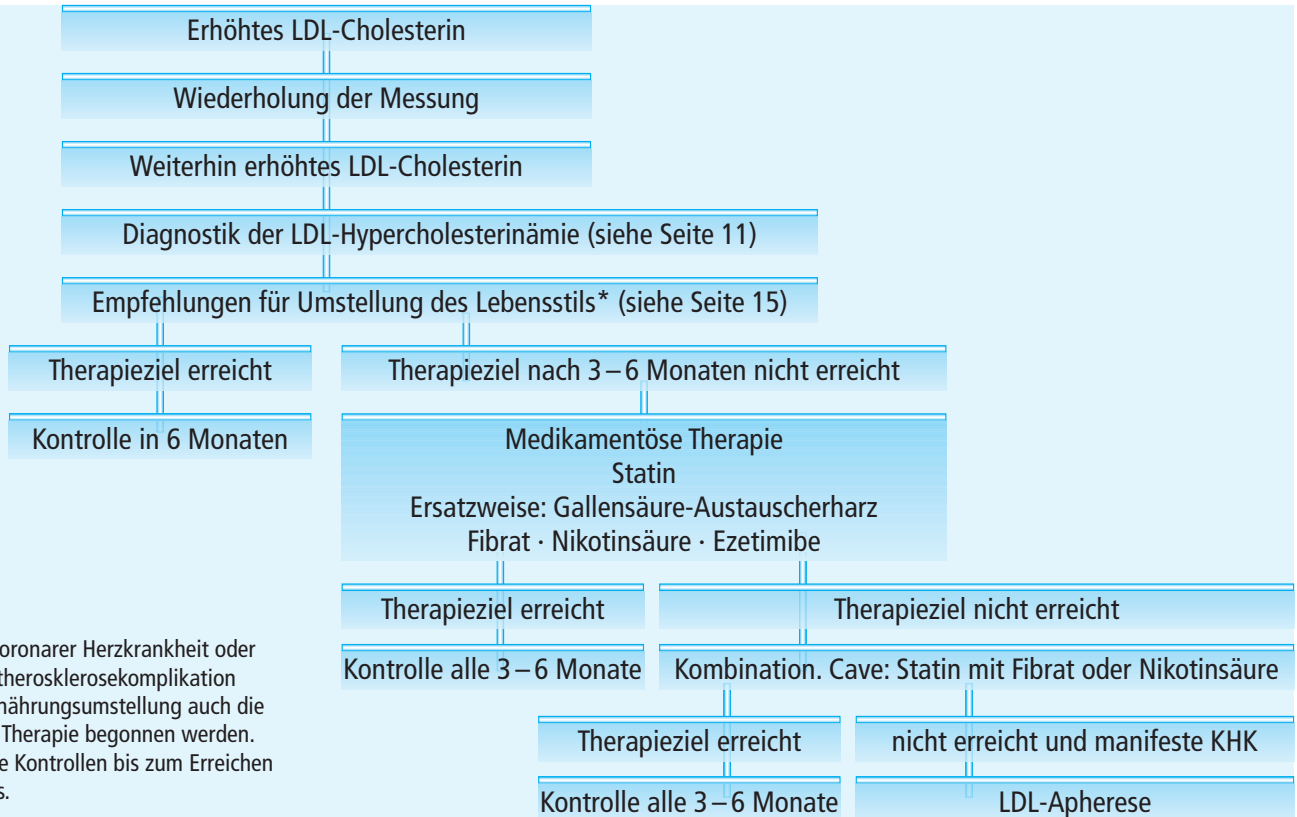 Erhöhtes LDL-Cholesterin
Wiederholung der Messung
Weiterhin erhöhtes LDL-Cholesterin
Diagnostik der LDL-Hypercholesterinämie (siehe Seite 11)
Empfehlungen für Umstellung des Lebensstils* (siehe Seite 15)
Therapieziel erreicht
Therapieziel nach 3 – 6 Monaten nicht erreicht
Kontrolle in 6 Monaten
Medikamentöse Therapie
Statin
Ersatzweise: Gallensäure-Austauscherharz
Fibrat · Nikotinsäure · Ezetimibe
Therapieziel erreicht
Therapieziel nicht erreicht
Kontrolle alle 3 – 6 Monate
Kombination. Cave: Statin mit Fibrat oder Nikotinsäure
Therapieziel erreicht
nicht erreicht und manifeste KHK
Kontrolle alle 3 – 6 Monate
LDL-Apherese
oronarer Herzkrankheit oder
therosklerosekomplikation
nährungsumstellung auch die
Therapie begonnen werden.
e Kontrollen bis zum Erreichen
s.